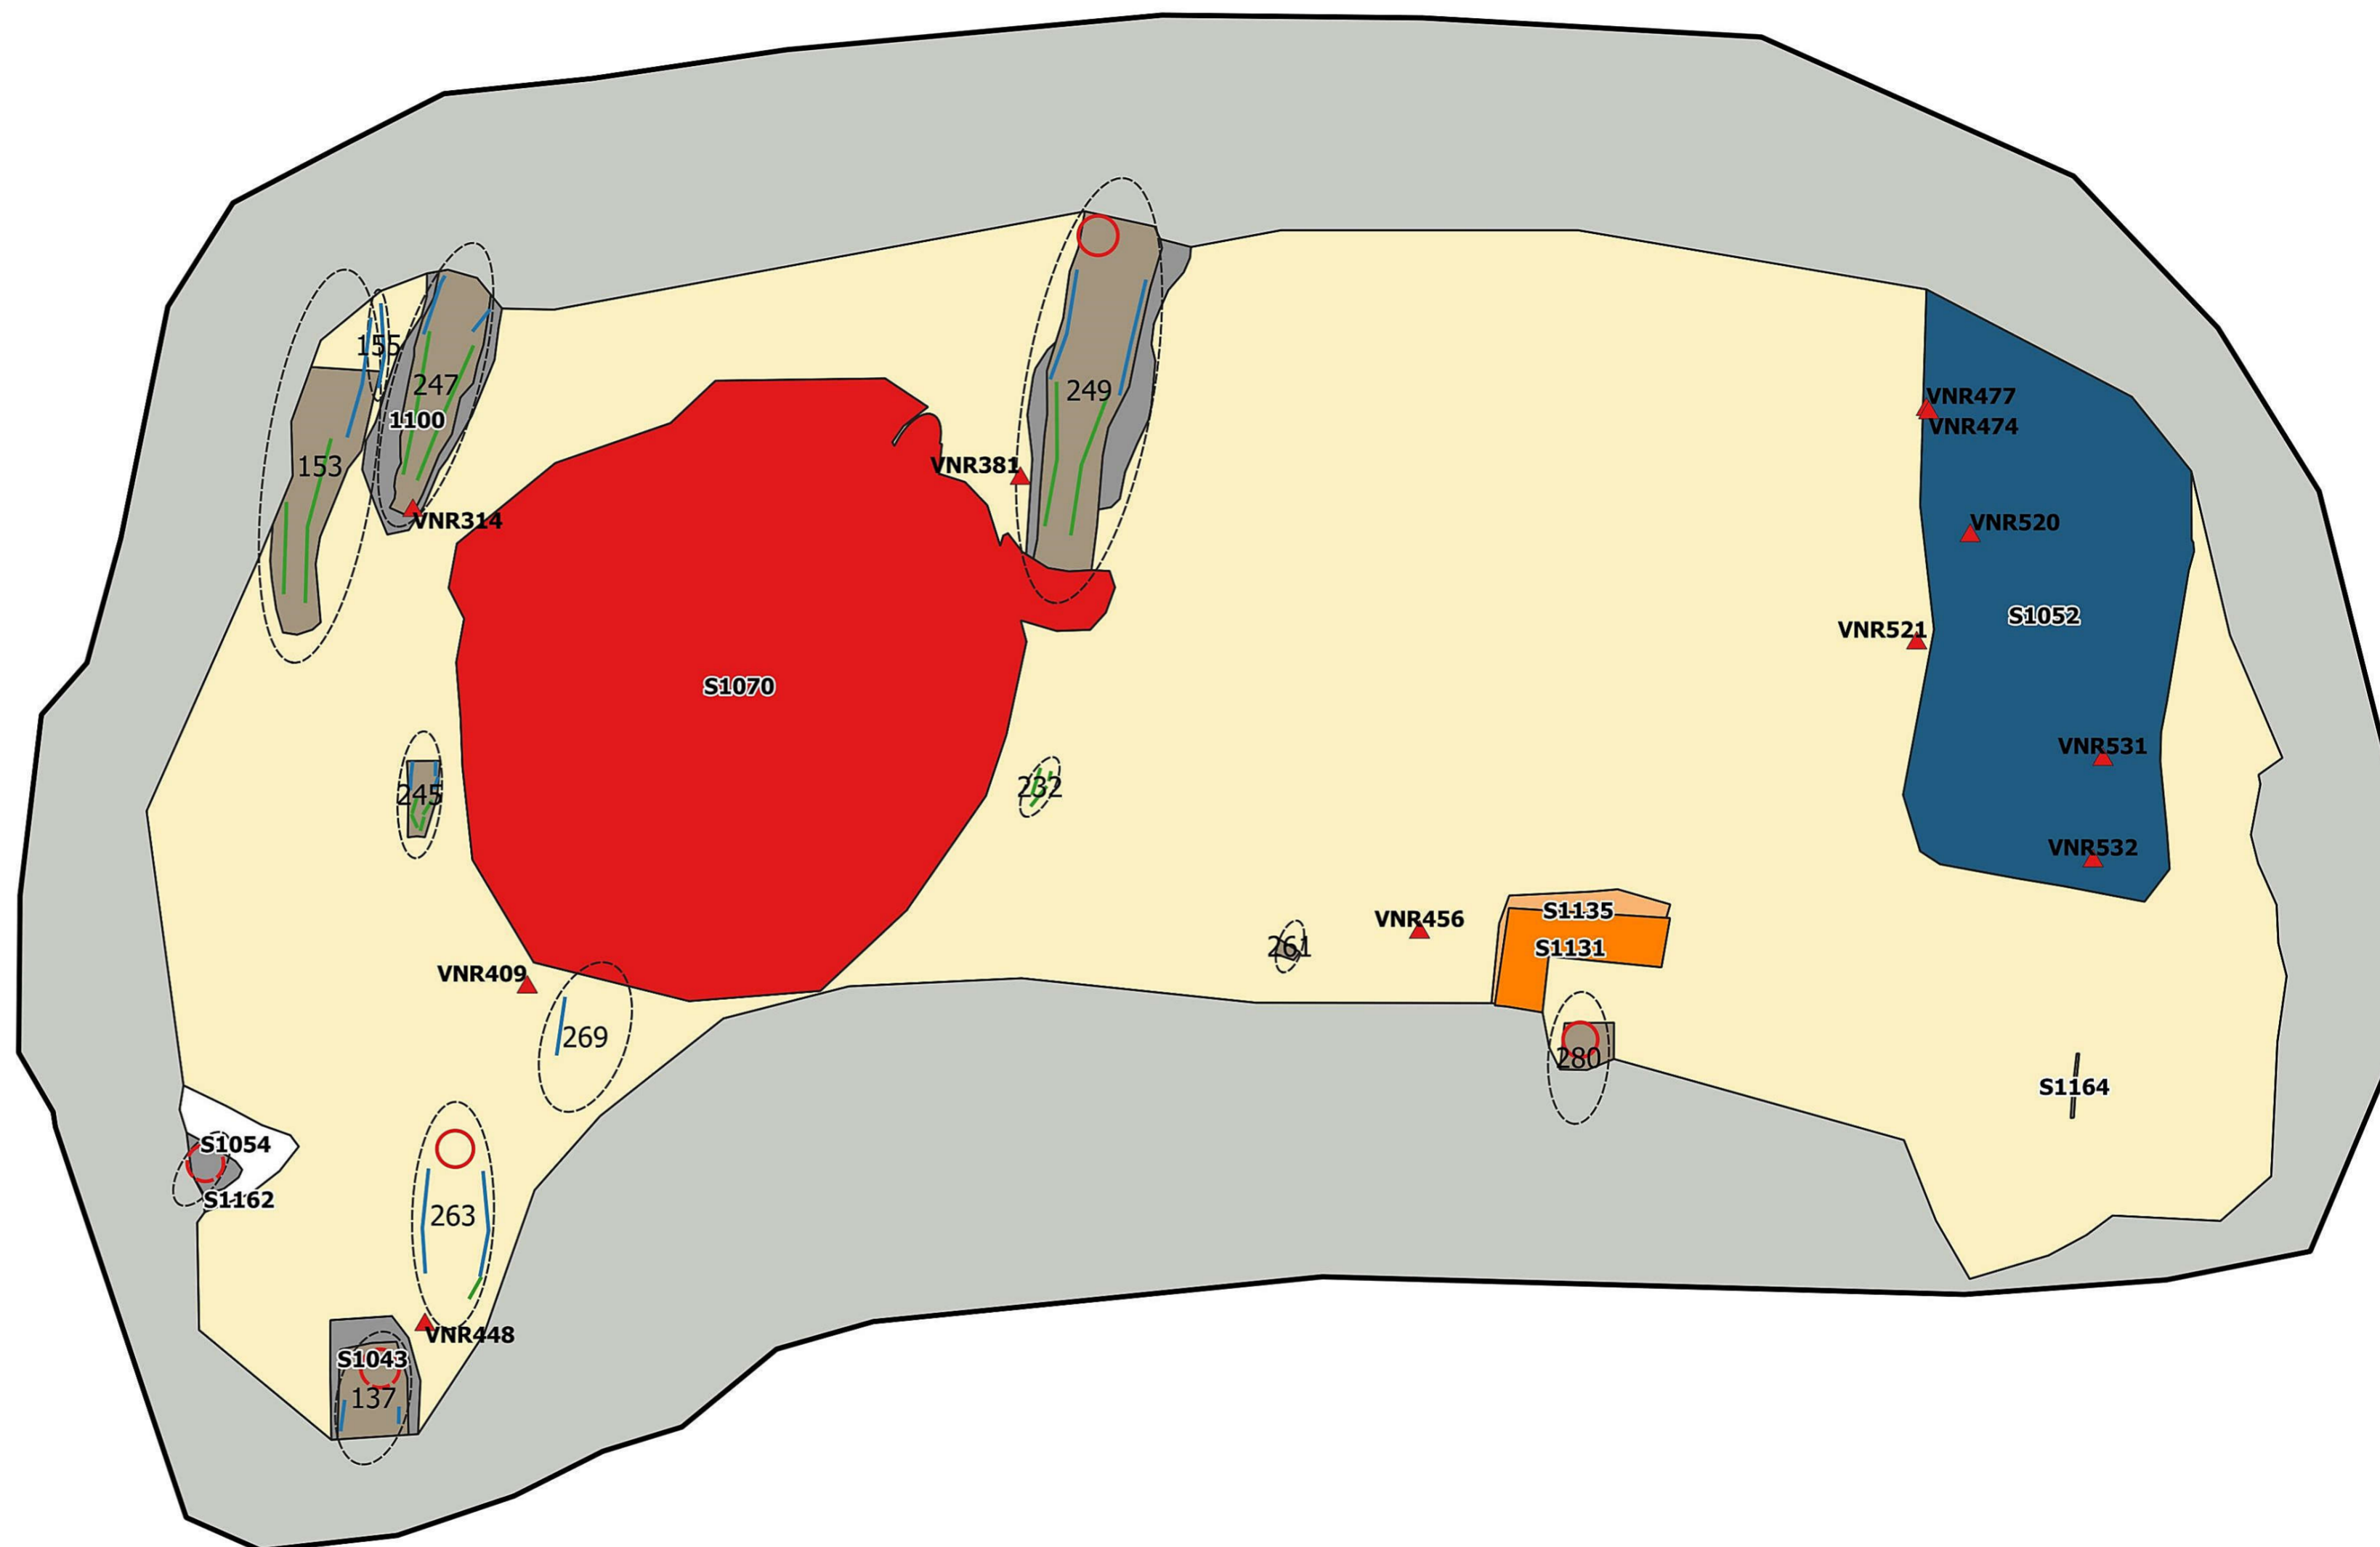 155
247
1100
249
VNR477
VNR474
153
VNR381
VNR314
VNR520
S1052
VNR521
S1070
VNR531
245
232
VNR532
S1135
VNR456
261
S1131
VNR409
269
280
S1164
S1054
S1162
263
VNR448
S1043
137